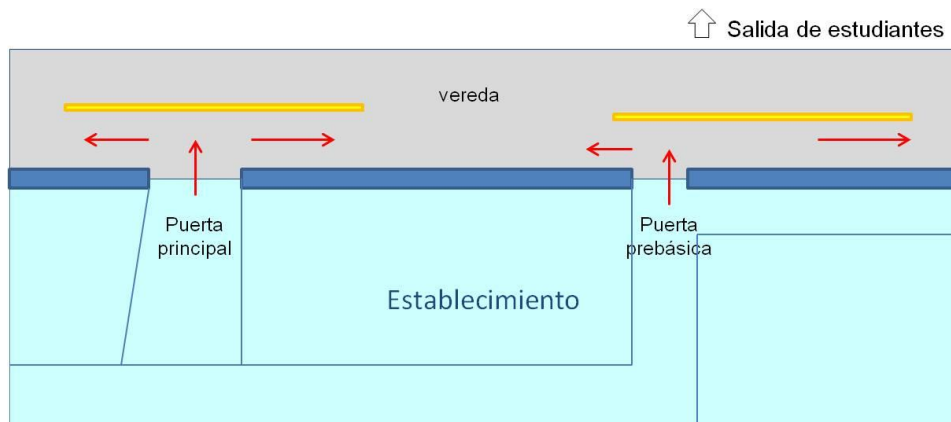 Salida de estudiantes
vereda
Puerta
principal
Puerta
prebásica
Establecimiento